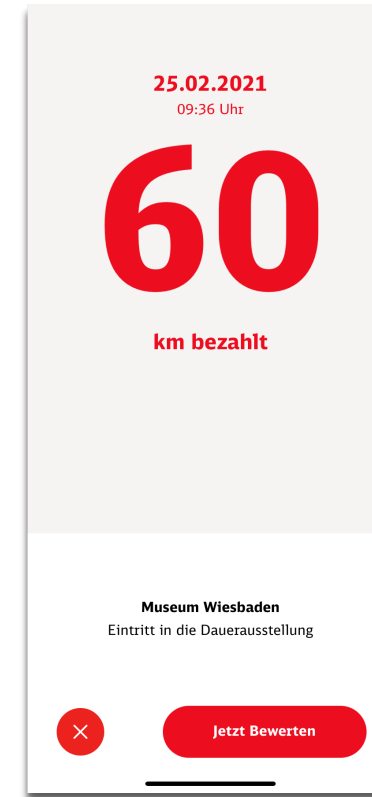 25.02.2021
09:36 Uhr
60
km bezahlt
Museum Wiesbaden
Eintritt in die Dauerausstellung
Jetzt Bewerten